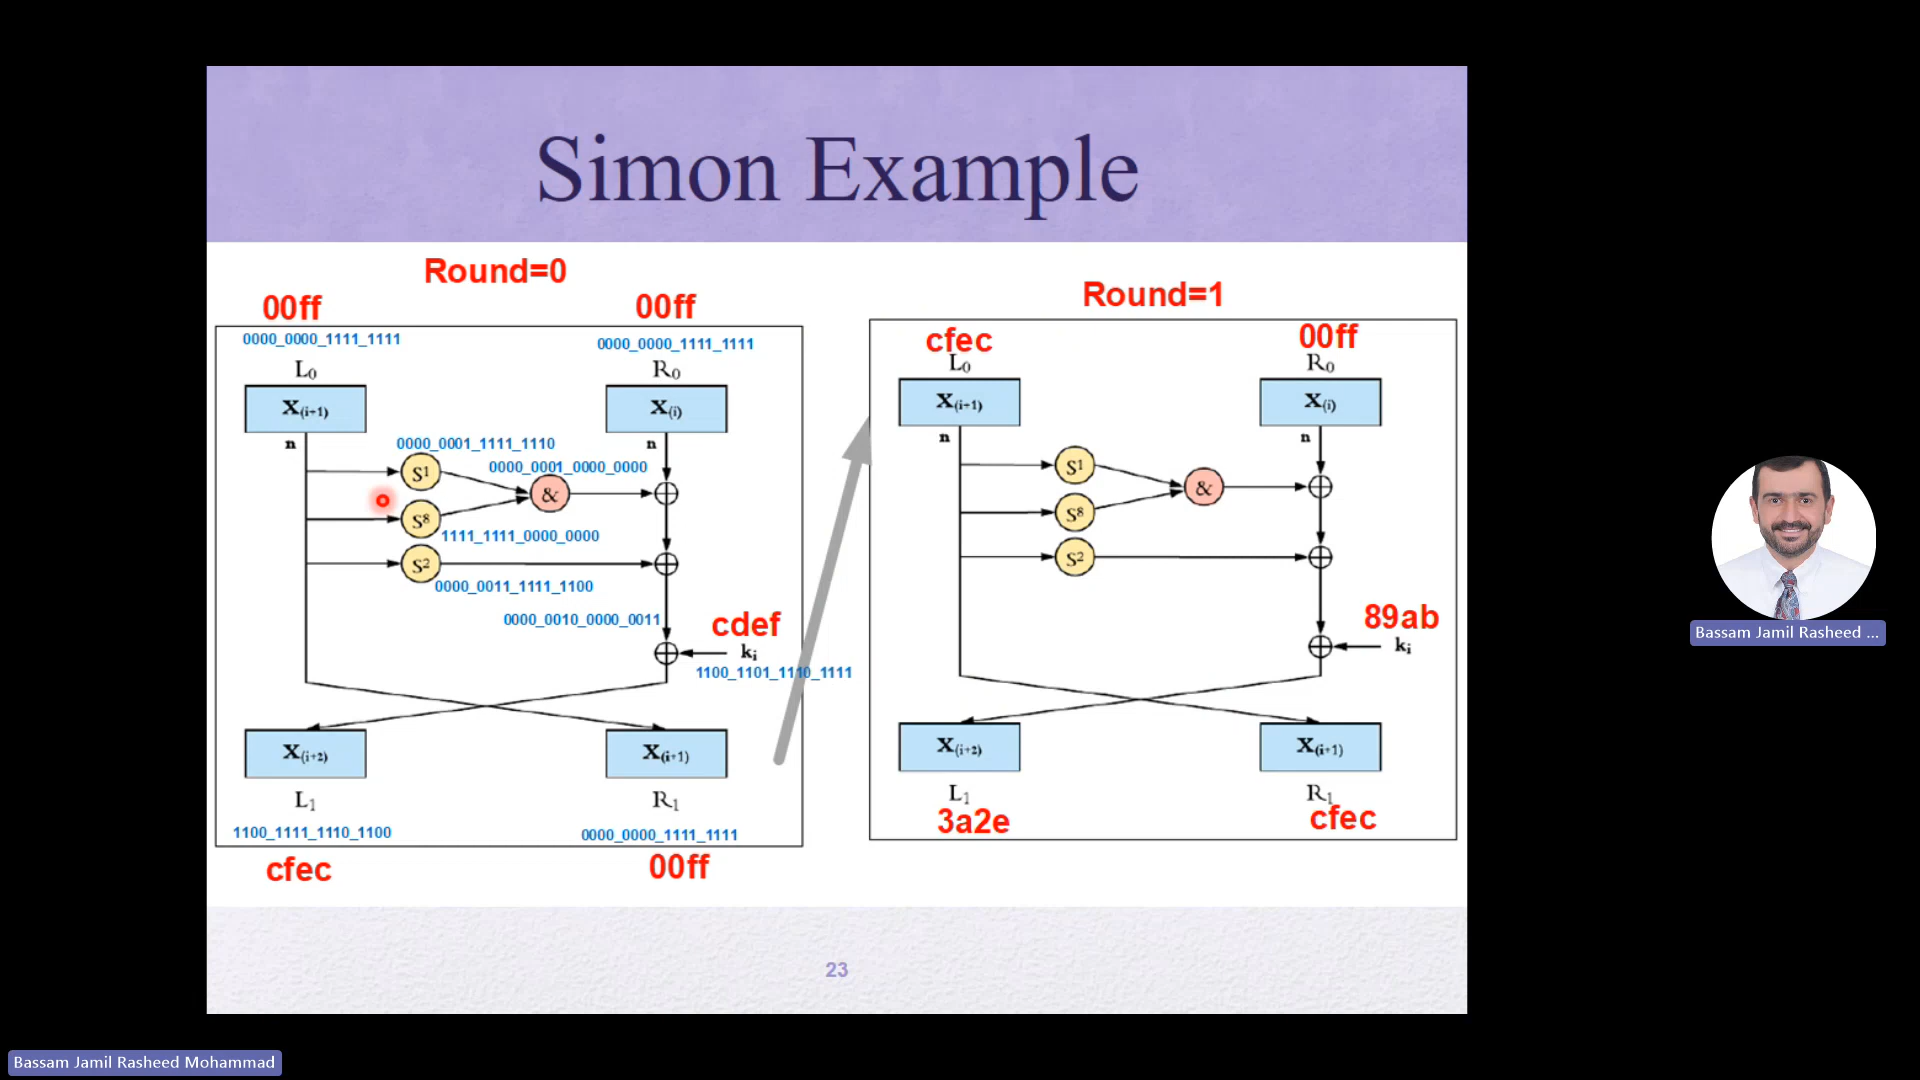 Simon Example
Round=0
00ff
00ff
0000_0000_1111_1111
0000_0000_1111_1111
L0
R0
X(i+1)
X(i)
n
n
0000_0001_1111_1110
0000_0001_0000_0000
S1
&
S8
1111_1111_0000_0000
S2
0000_0011_1111_1100
0000_0010_0000_0011
cdef
ki
1100_1101_1110_1111
X(i+2)
X(i+1)
L1
R1
1100_1111_1110_1100
0000_0000_1111_1111
cfec
00ff
Round=1
cfec
00ff
L0
R0
X(i+1)
X(i)
n
n
S1
&
S8
S2
89ab
ki
X(i+2)
X(i+1)
L1
R1
3a2e
cfec
23
Bassam Jamil Rasheed ...
Bassam Jamil Rasheed Mohammad